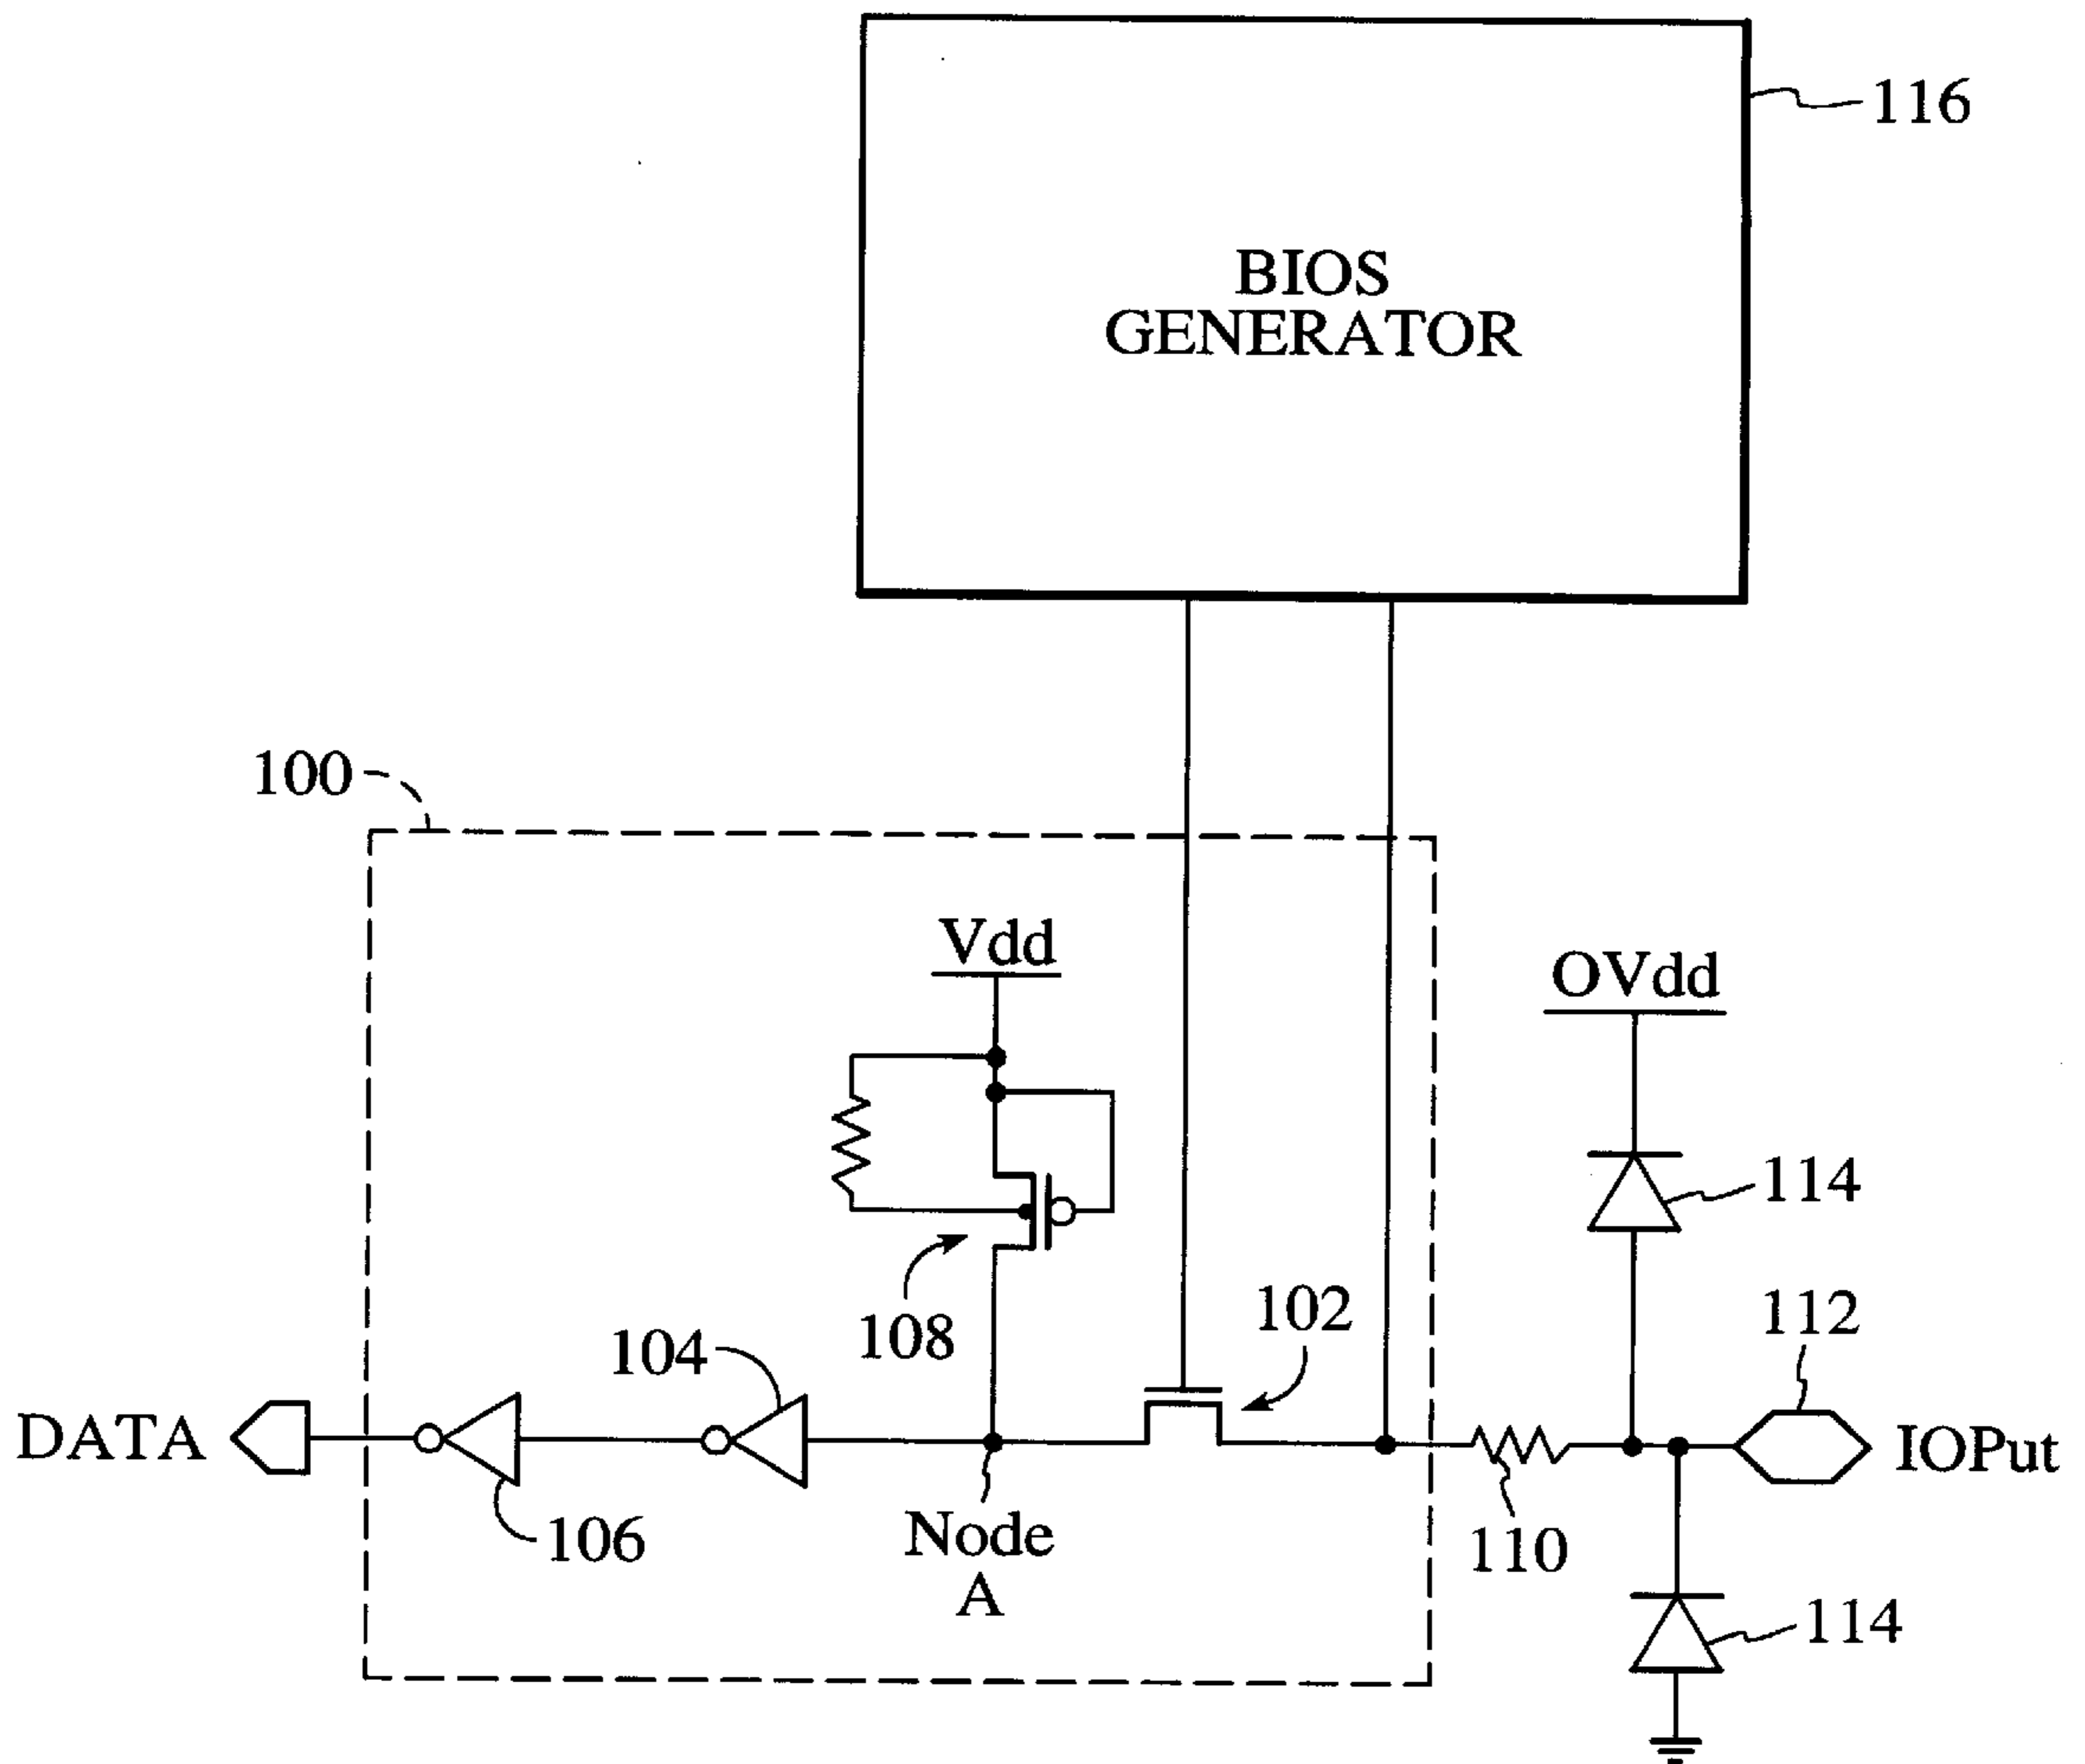 116
BIOS
GENERATOR
100
Vdd
OVdd
114
112
102
108
104
DATA
IOPut
106
Node
A
110
114